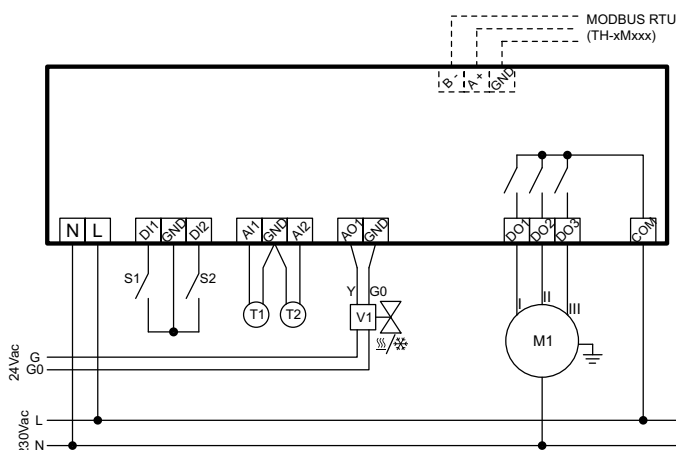 MODBUS RTU
(TH-xMxxx)
B -
A +
GND
N L DI1 GND DI2 AI1 GND AI2 AO1 GND DO1 DO2 DO3 COM
S1 S2
Y G0
I II III
T1 T2 V1 M1
24Vac
G
G0
230Vac
L
N